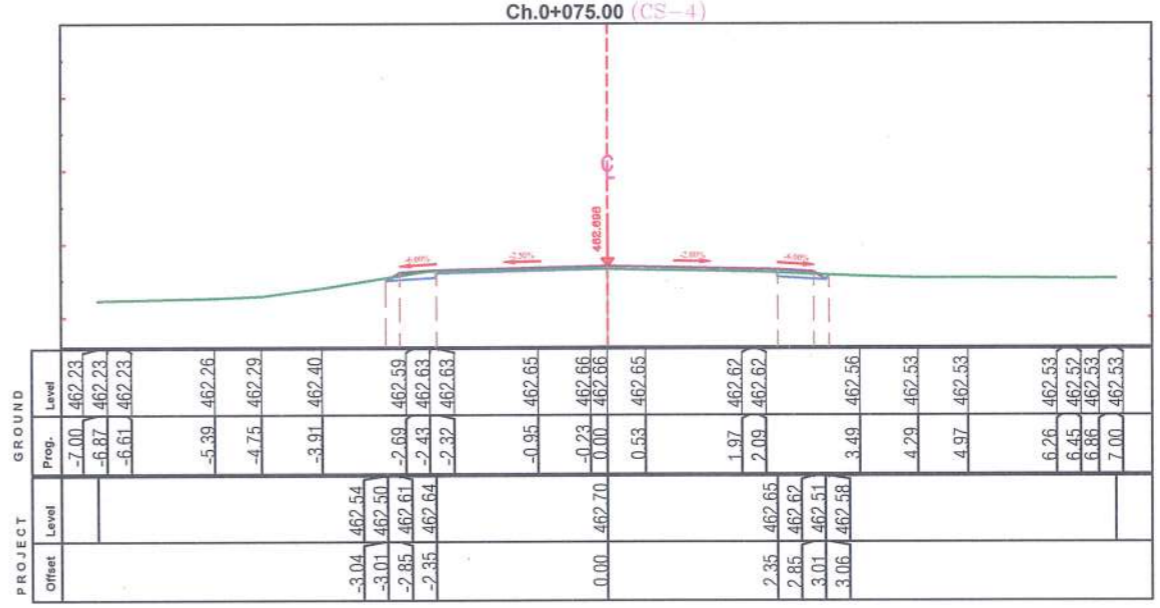 Ch.0+075.00 (CS-4)
℄
462.698
-4.00% -2.50% -2.00% -4.00%
GROUND
Level 462.23 462.23 462.23 462.26 462.29 462.40 462.59 462.63 462.63 462.65 462.66 462.66 462.65 462.62 462.62 462.56 462.53 462.53 462.53 462.52 462.53 462.53
Prog. -7.00 -6.87 -6.61 -5.39 -4.75 -3.91 -2.69 -2.43 -2.32 -0.95 -0.23 0.00 0.53 1.97 2.09 3.49 4.29 4.97 6.26 6.45 6.86 7.00
PROJECT
Level 462.54 462.50 462.61 462.64 462.70 462.65 462.62 462.51 462.58
Offset -3.04 -3.01 -2.85 -2.35 0.00 2.35 2.85 3.01 3.06